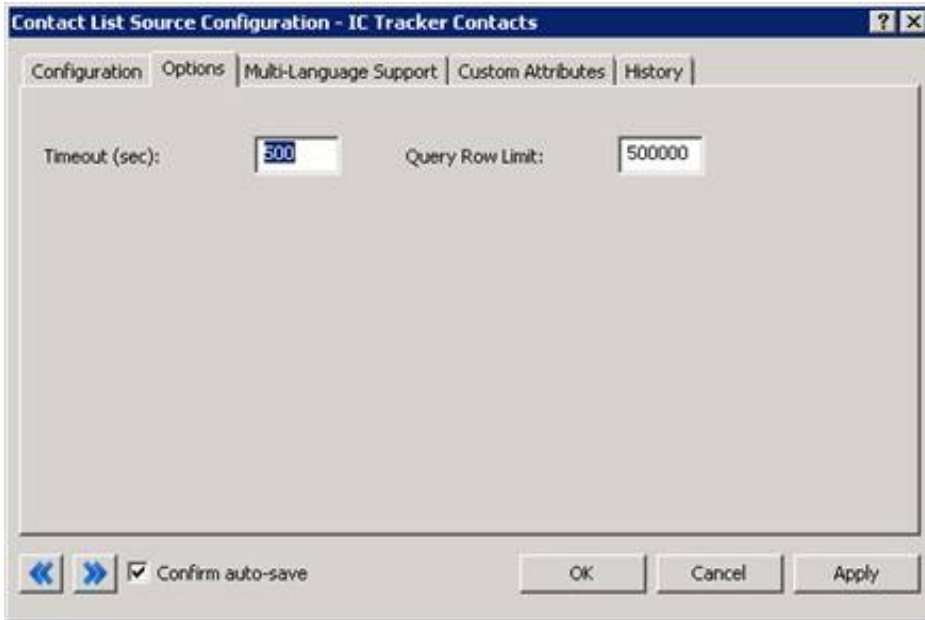 Contact List Source Configuration - IC Tracker Contacts
Configuration Options Multi-Language Support Custom Attributes History
Timeout (sec): 500 Query Row Limit: 500000
Confirm auto-save OK Cancel Apply